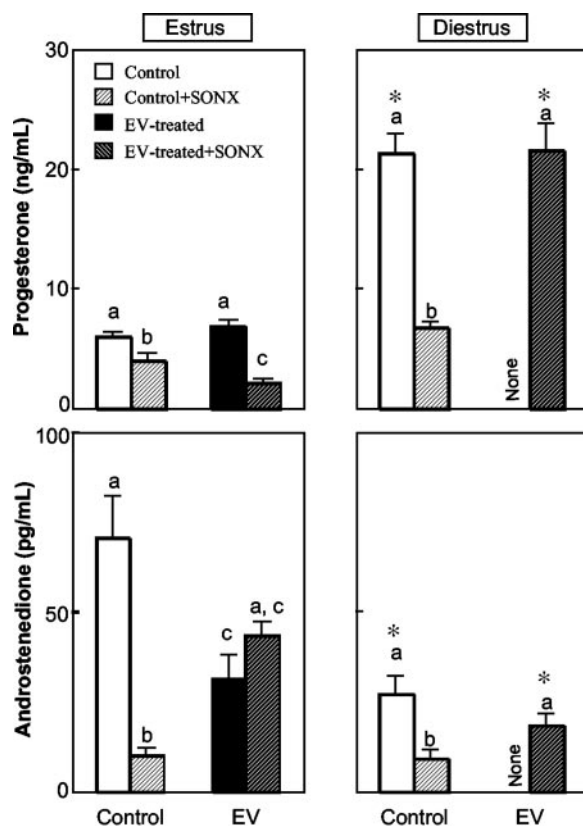 Estrus
Diestrus
Progesterone (ng/mL)
30
20
10
0
Control
Control+SONX
EV-treated
EV-treated+SONX
a
b
a
c
*
a
b
None
*
a
Androstenedione (pg/mL)
100
50
0
a
b
c
a, c
*
a
b
None
*
a
Control
EV
Control
EV